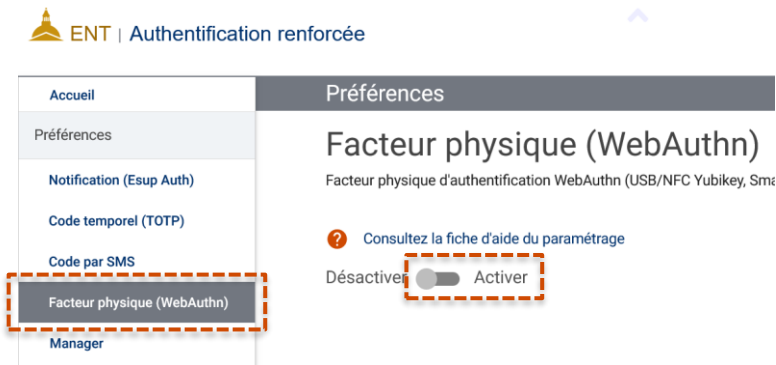 ENT | Authentification renforcée
Accueil
Préférences
Notification (Esup Auth)
Code temporel (TOTP)
Code par SMS
Facteur physique (WebAuthn)
Manager
Préférences
Facteur physique (WebAuthn)
Facteur physique d'authentification WebAuthn (USB/NFC Yubikey,
? Consultez la fiche d'aide du paramétrage
Désactiver Activer